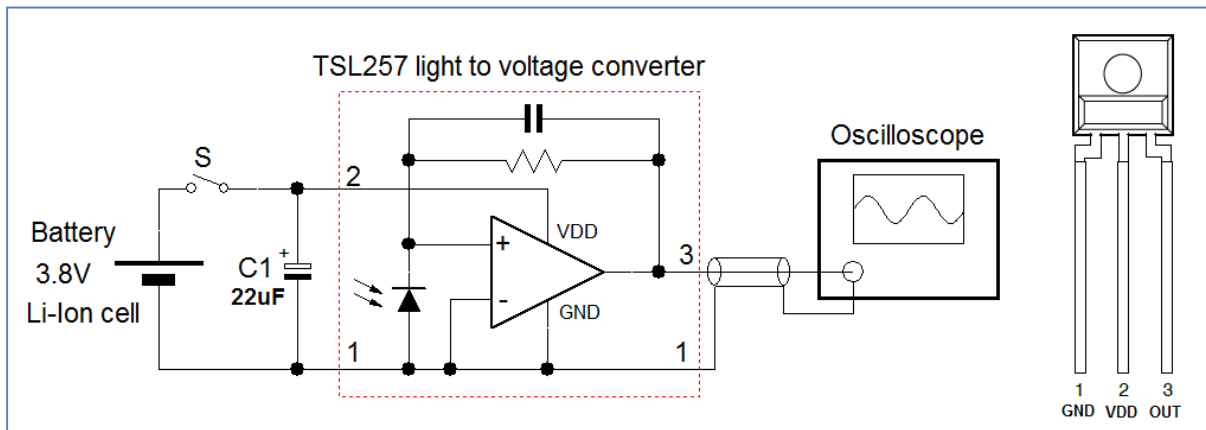 TSL257 light to voltage converter
Oscilloscope
S
2
Battery
3.8V
Li-Ion cell
+
C1
22uF
VDD
+
-
GND
3
1
1
1 2 3
GND VDD OUT